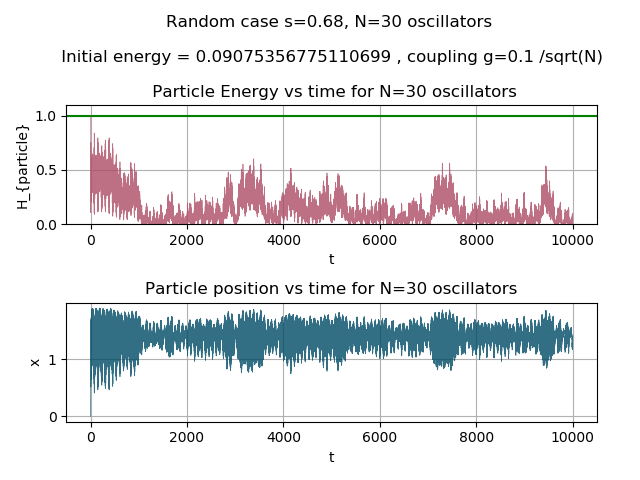 Random case s=0.68, N=30 oscillators
Initial energy = 0.09075356775110699 , coupling g=0.1 /sqrt(N)
Particle Energy vs time for N=30 oscillators
H_{particle}
1.0
0.5
0.0
0 2000 4000 6000 8000 10000
t
Particle position vs time for N=30 oscillators
x
1
0
0 2000 4000 6000 8000 10000
t